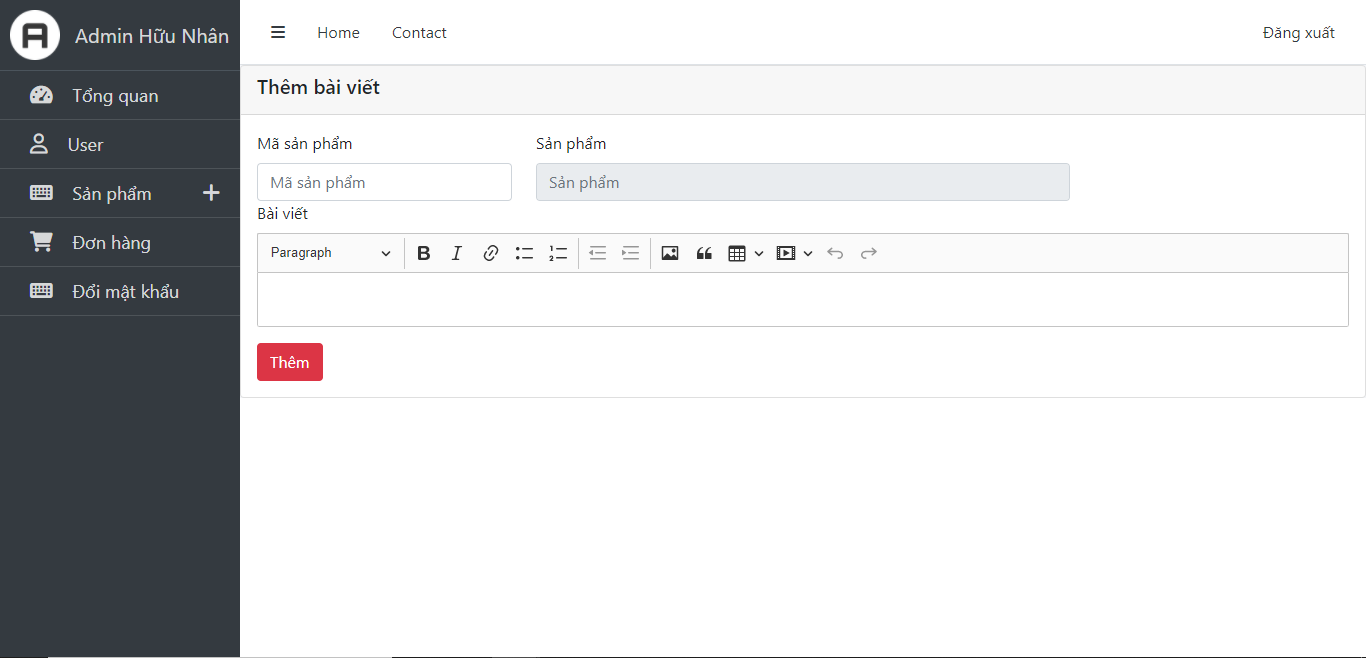 Admin Hữu Nhân
Home Contact Đăng xuất
Tổng quan
User
Sản phẩm
Đơn hàng
Đổi mật khẩu
Thêm bài viết
Mã sản phẩm Sản phẩm
Mã sản phẩm Sản phẩm
Bài viết
Paragraph B I
Thêm